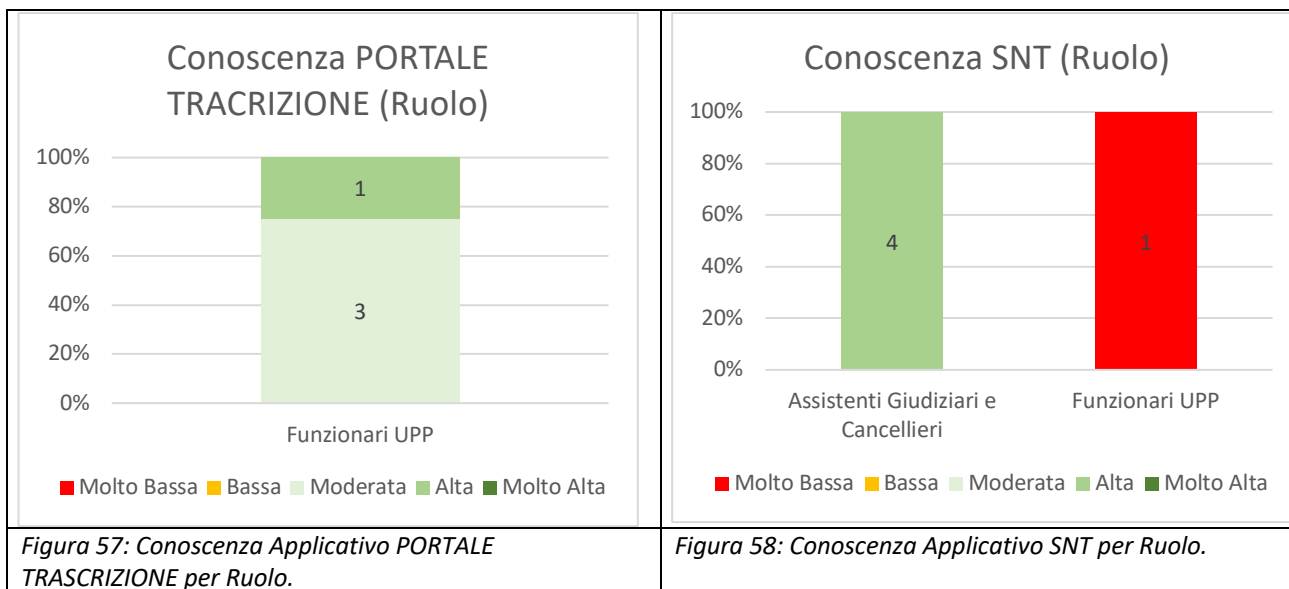 Conoscenza PORTALE
TRACRIZIONE (Ruolo)
100%
80%
60%
40%
20%
0%
1
3
Funzionari UPP
Molto Bassa Bassa Moderata Alta Molto Alta
Figura 57: Conoscenza Applicativo PORTALE
TRASCRIZIONE per Ruolo.
Conoscenza SNT (Ruolo)
100%
80%
60%
40%
20%
0%
4
1
Assistenti Giudiziari e
Cancellieri
Funzionari UPP
Molto Bassa Bassa Moderata Alta Molto Alta
Figura 58: Conoscenza Applicativo SNT per Ruolo.